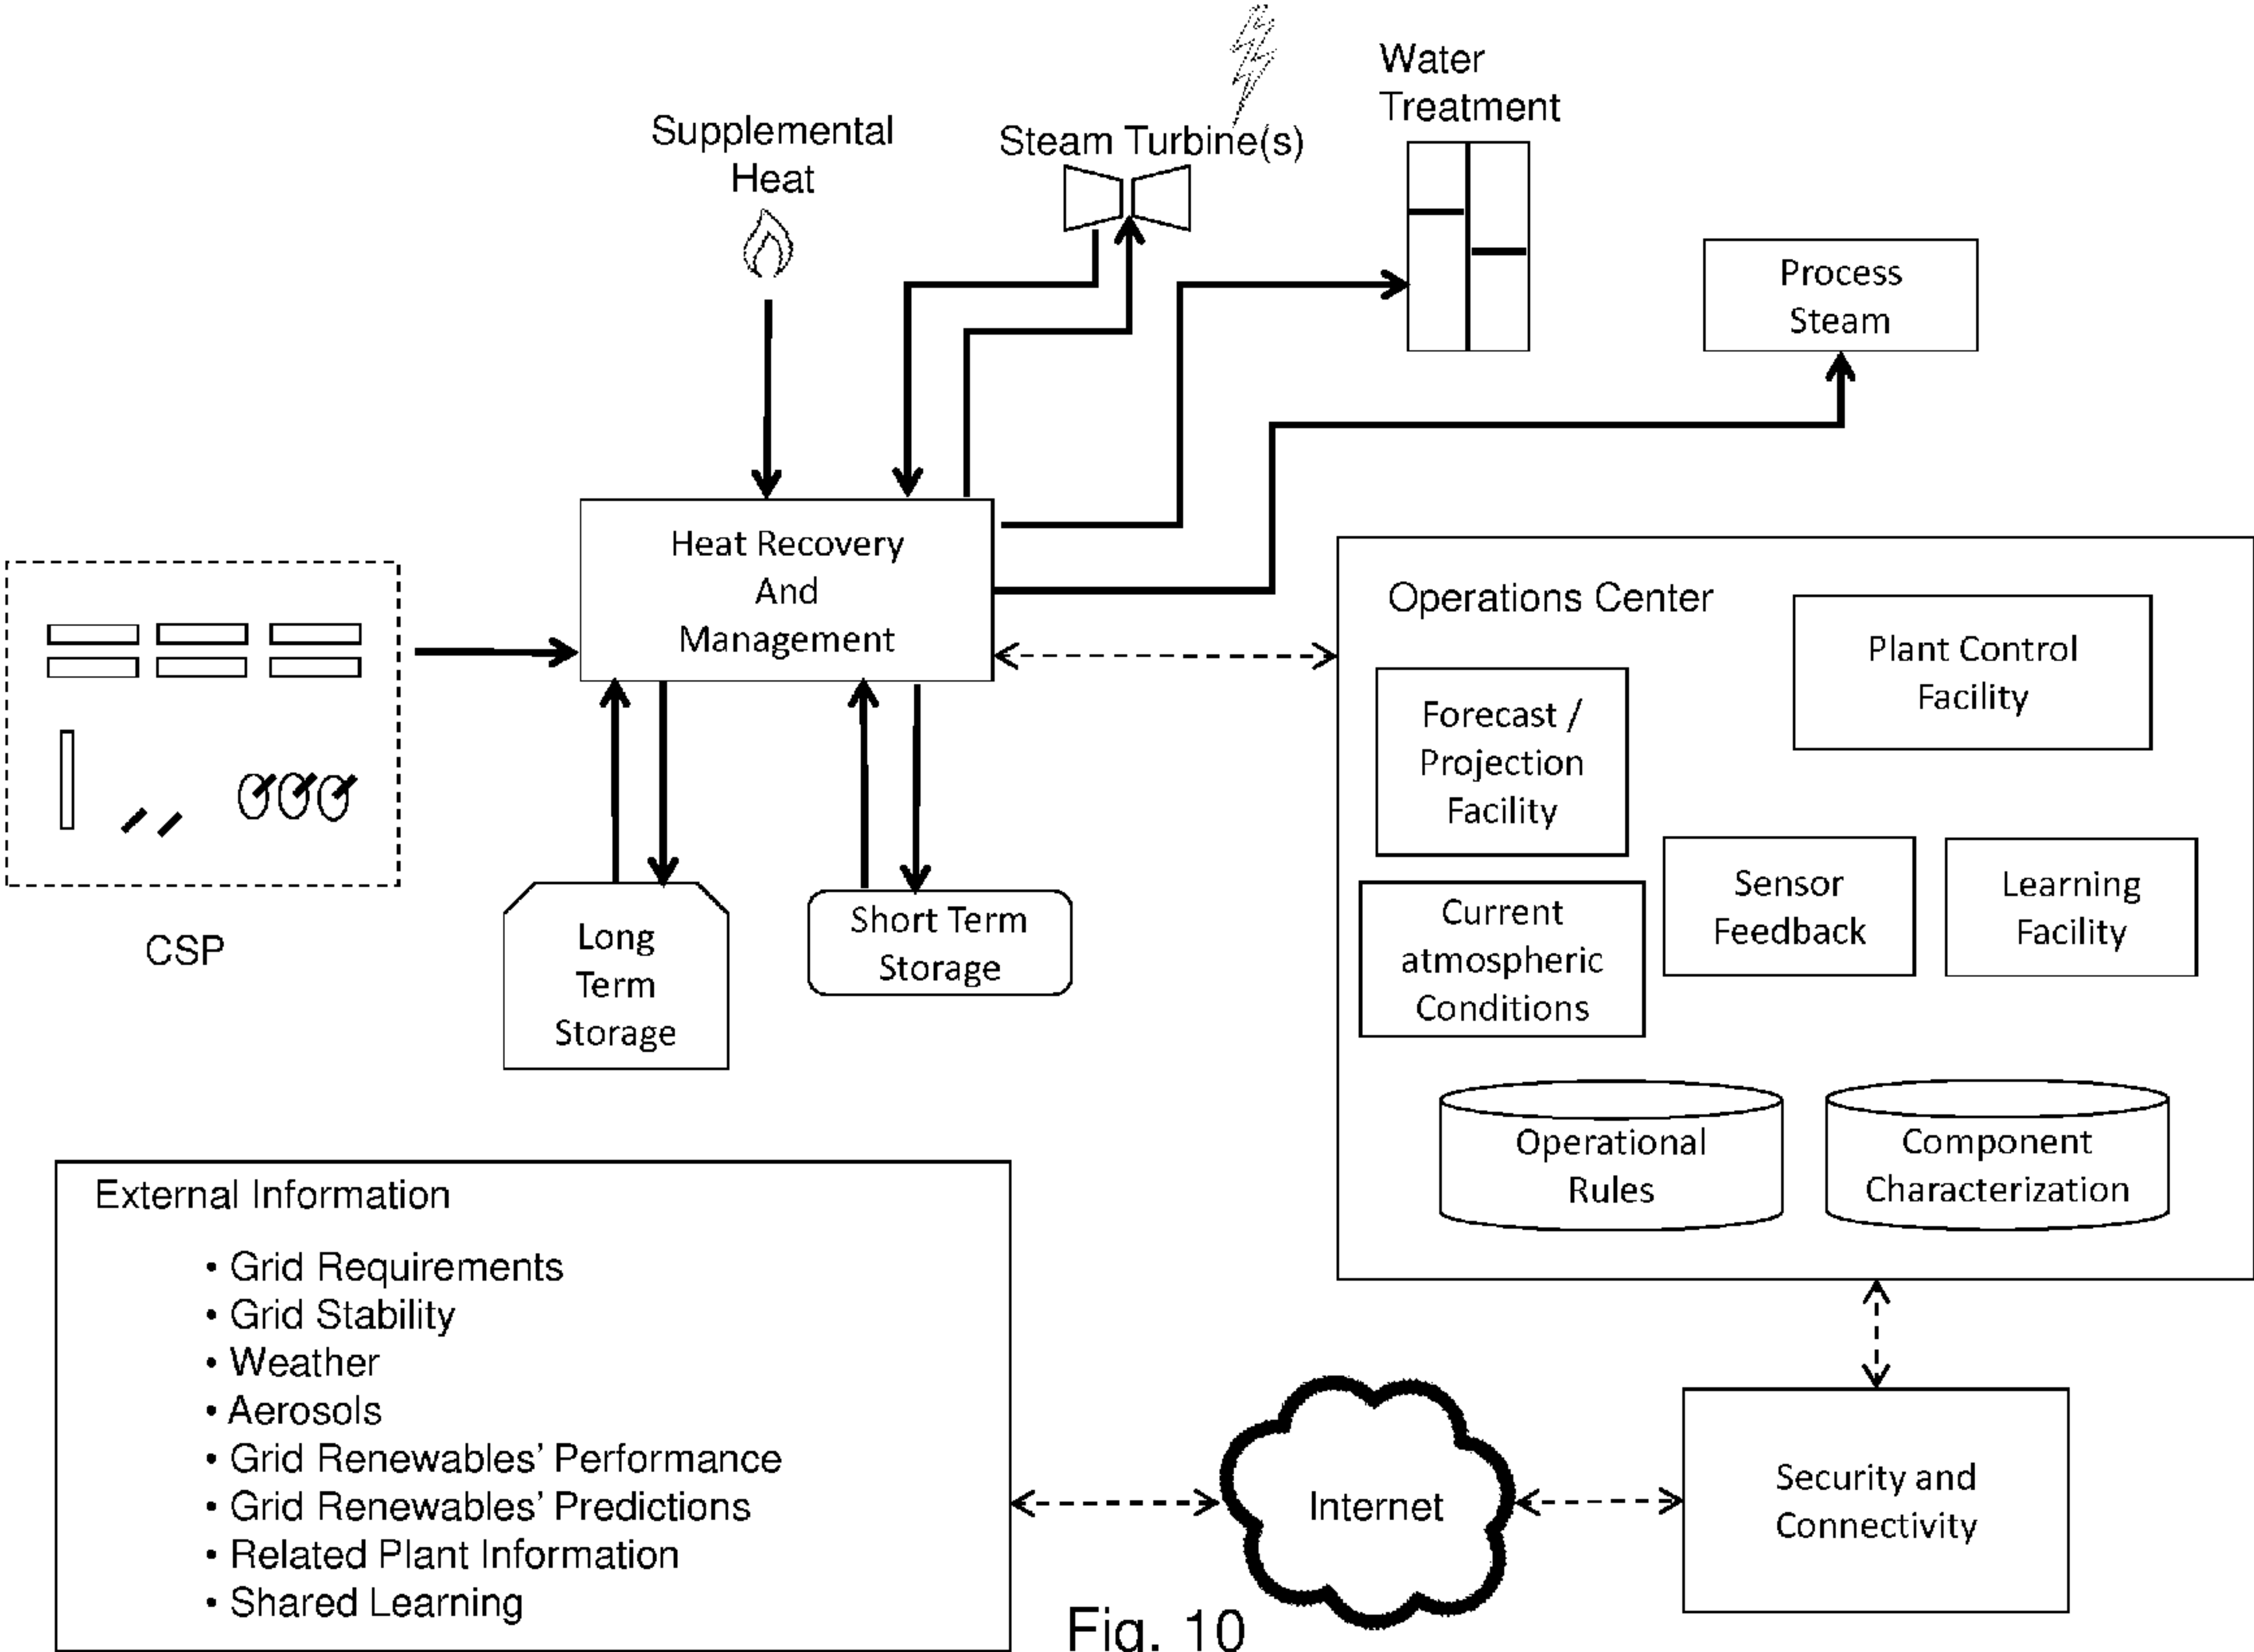 Supplemental
Heat
Steam Turbine(s)
Water
Treatment
Process
Steam
Heat Recovery
And
Management
CSP
Long
Term
Storage
Short Term
Storage
Operations Center
Plant Control
Facility
Forecast /
Projection
Facility
Sensor
Feedback
Learning
Facility
Current
atmospheric
Conditions
Operational
Rules
Component
Characterization
External Information
• Grid Requirements
• Grid Stability
• Weather
• Aerosols
• Grid Renewables’ Performance
• Grid Renewables’ Predictions
• Related Plant Information
• Shared Learning
Internet
Security and
Connectivity
Fig. 10